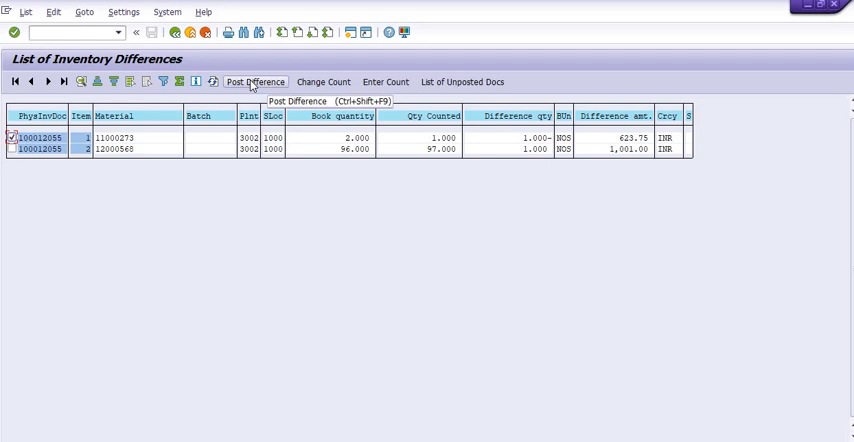 List Edit Goto Settings System Help
List of Inventory Differences
Post Difference Change Count Enter Count List of Unposted Docs
Post Difference (Ctrl+Shift+F9)
PhysInvDoc Item Material Batch Plnt SLoc Book quantity Qty Counted Difference qty BUn Difference amt. Crcy S
100012055 1 11000273 3002 1000 2.000 1.000 1.000- NOS 623.75 INR
100012055 2 12000568 3002 1000 96.000 97.000 1.000 NOS 1,001.00 INR